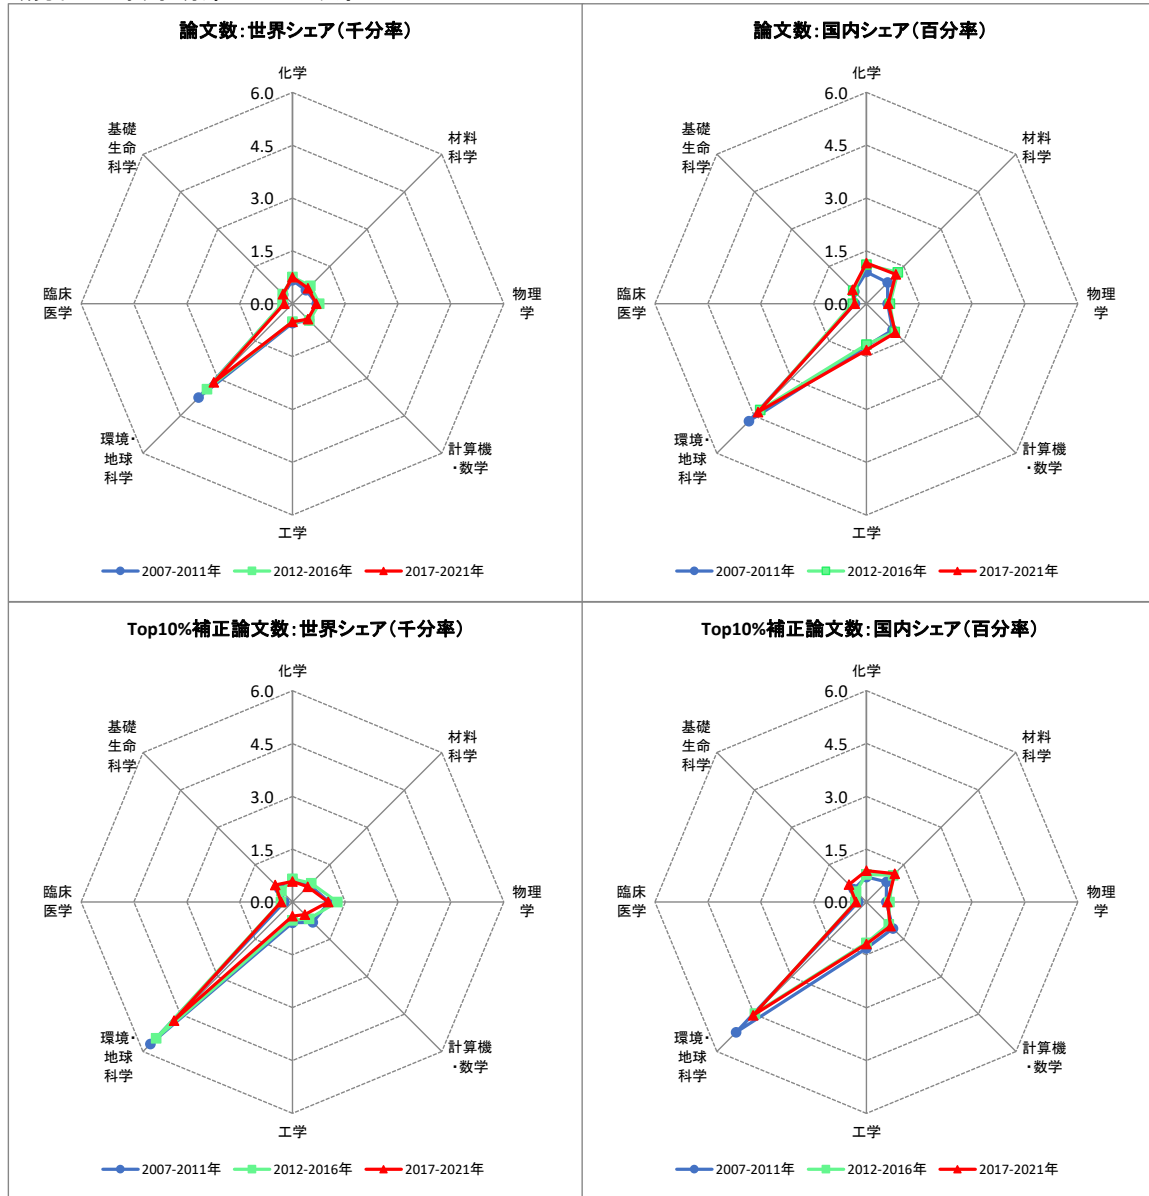 論文数：世界シェア（千分率）
化学
6.0
4.5
3.0
1.5
0.0
材料
科学
物理
学
計算機
・数学
工学
環境・
地球
科学
臨床
医学
基礎
生命
科学
2007-2011年
2012-2016年
2017-2021年
論文数：国内シェア（百分率）
化学
6.0
4.5
3.0
1.5
0.0
材料
科学
物理
学
計算機
・数学
工学
環境・
地球
科学
臨床
医学
基礎
生命
科学
2007-2011年
2012-2016年
2017-2021年
Top10%補正論文数：世界シェア（千分率）
化学
6.0
4.5
3.0
1.5
0.0
材料
科学
物理
学
計算機
・数学
工学
環境・
地球
科学
臨床
医学
基礎
生命
科学
2007-2011年
2012-2016年
2017-2021年
Top10%補正論文数：国内シェア（百分率）
化学
6.0
4.5
3.0
1.5
0.0
材料
科学
物理
学
計算機
・数学
工学
環境・
地球
科学
臨床
医学
基礎
生命
科学
2007-2011年
2012-2016年
2017-2021年